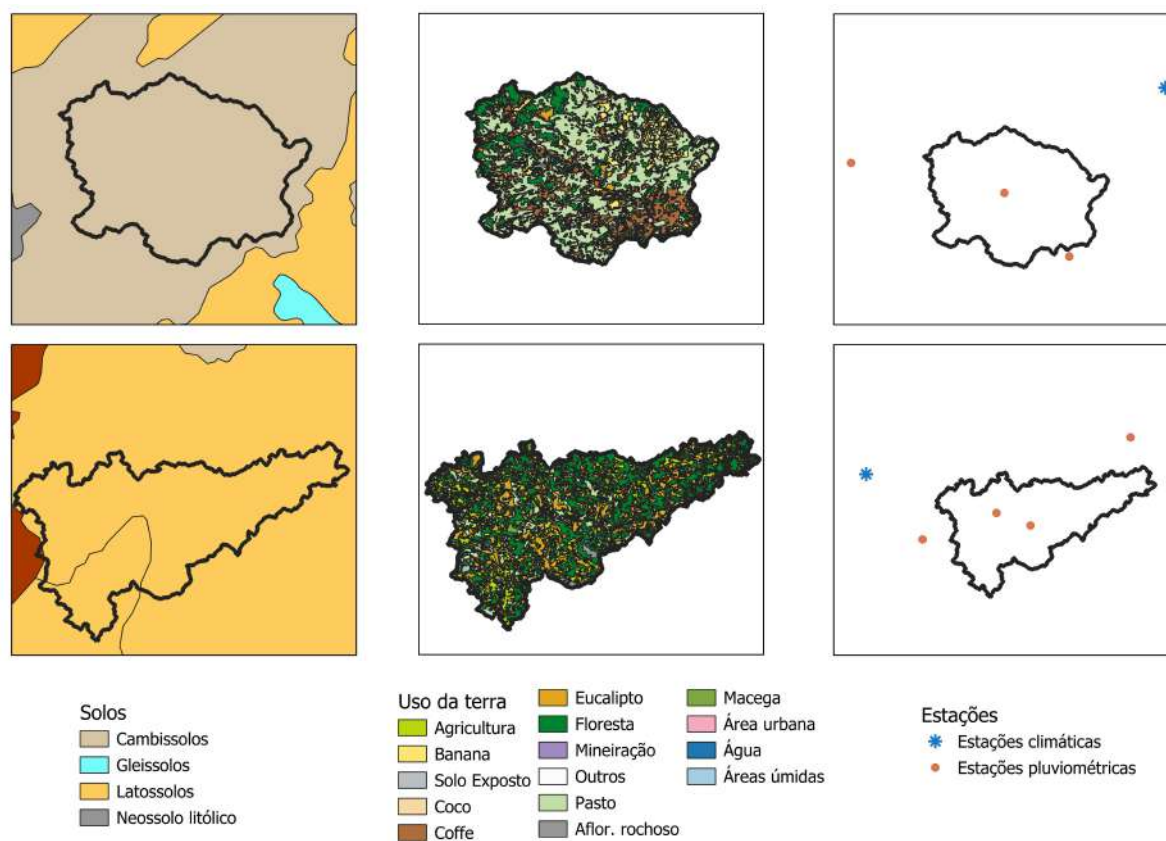 Solos
Cambissolos
Gleissolos
Latossolos
Neossolo litólico
Uso da terra
Agricultura
Banana
Solo Exposto
Coco
Coffe
Eucalipto
Floresta
Mineiração
Outros
Pasto
Aflor. rochoso
Macega
Área urbana
Água
Áreas úmidas
Estações
Estações climáticas
Estações pluviométricas